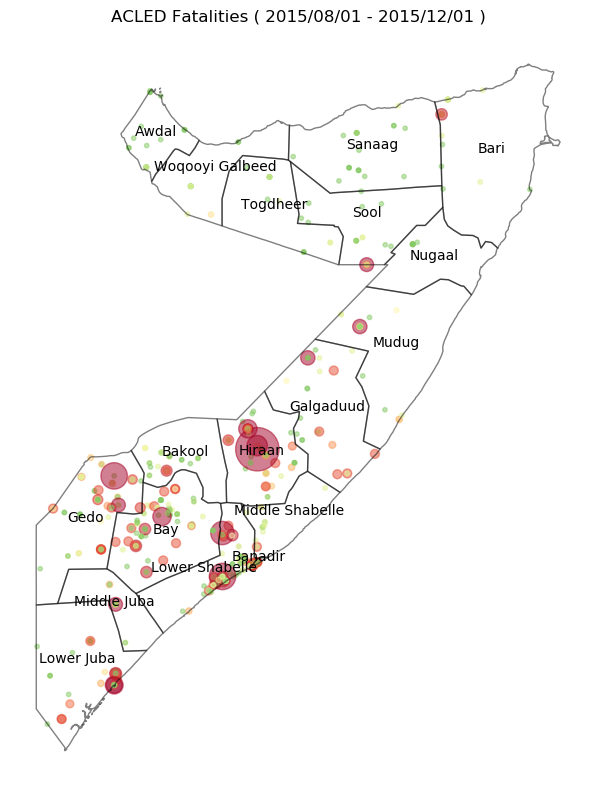 ACLED Fatalities ( 2015/08/01 - 2015/12/01 )
Awdal
Sanaag
Bari
Woqooyi Galbeed
Togdheer
Sool
Nugaal
Mudug
Galgaduud
Hiraan
Bakool
Middle Shabelle
Gedo
Bay
Banadir
Lower Shabelle
Middle Juba
Lower Juba